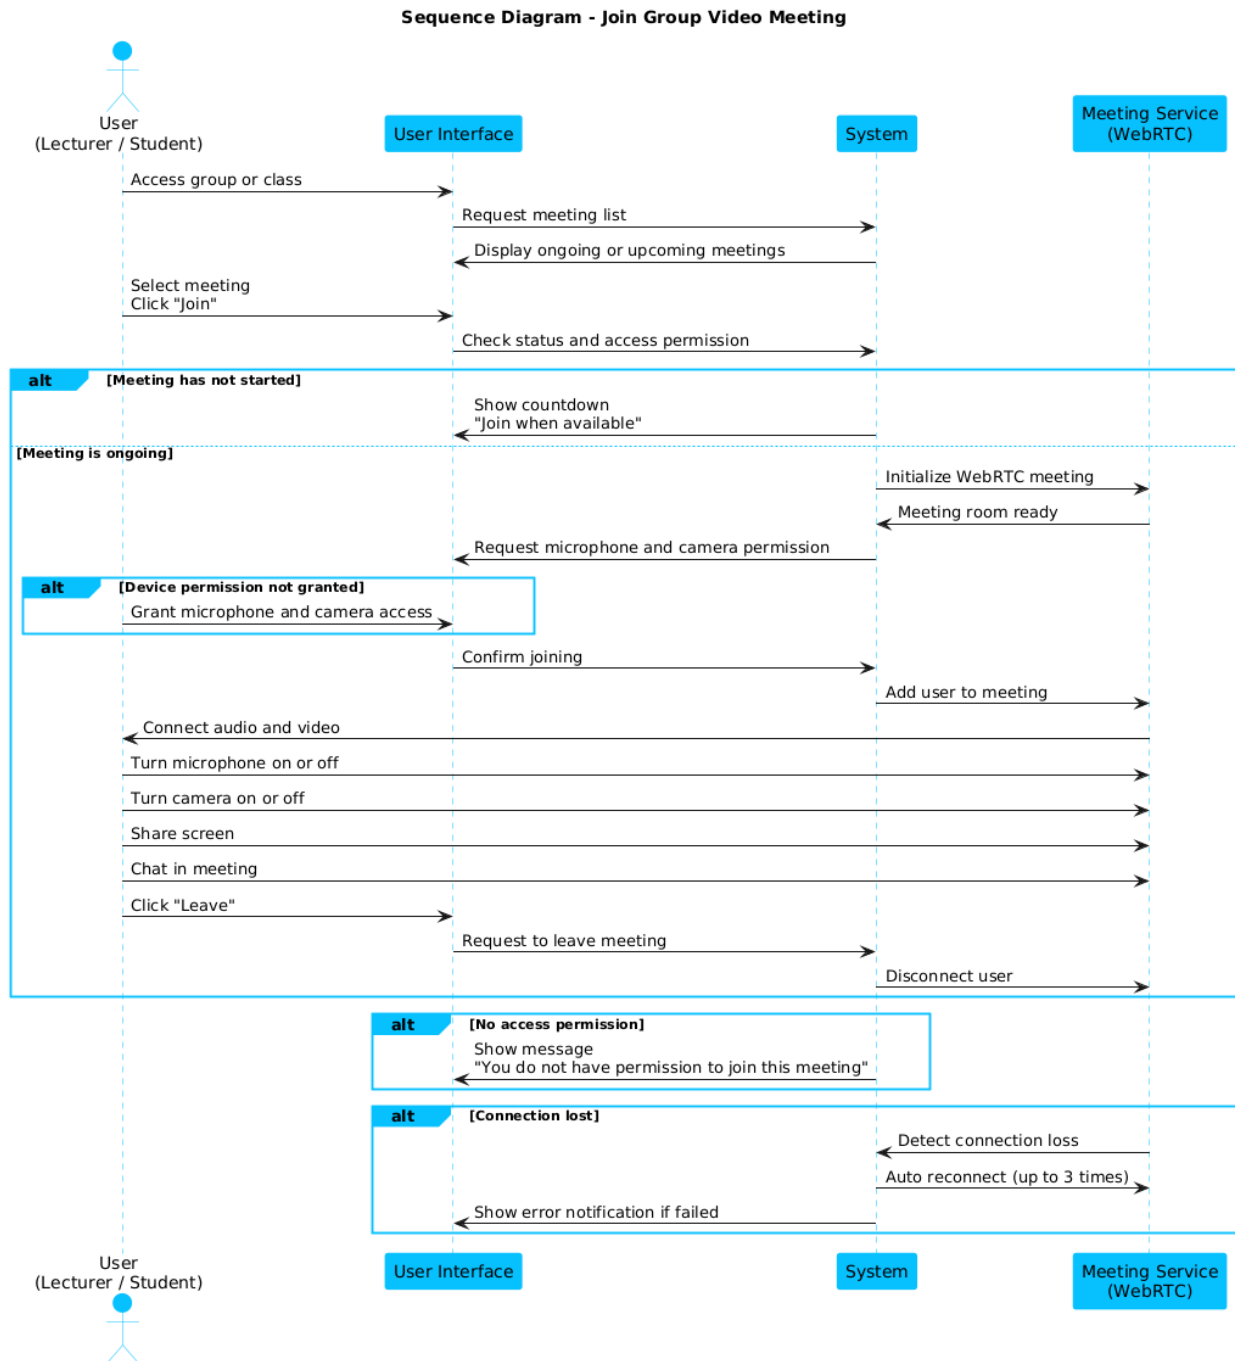 Sequence Diagram - Join Group Video Meeting
User
(Lecturer / Student)
User Interface
System
Meeting Service
(WebRTC)
Access group or class
Request meeting list
Display ongoing or upcoming meetings
Select meeting
Click "Join"
Check status and access permission
alt [Meeting has not started]
Show countdown
"Join when available"
[Meeting is ongoing]
Initialize WebRTC meeting
Meeting room ready
Request microphone and camera permission
alt [Device permission not granted]
Grant microphone and camera access
Confirm joining
Add user to meeting
Connect audio and video
Turn microphone on or off
Turn camera on or off
Share screen
Chat in meeting
Click "Leave"
Request to leave meeting
Disconnect user
alt [No access permission]
Show message
"You do not have permission to join this meeting"
alt [Connection lost]
Detect connection loss
Auto reconnect (up to 3 times)
Show error notification if failed
User
(Lecturer / Student)
User Interface
System
Meeting Service
(WebRTC)